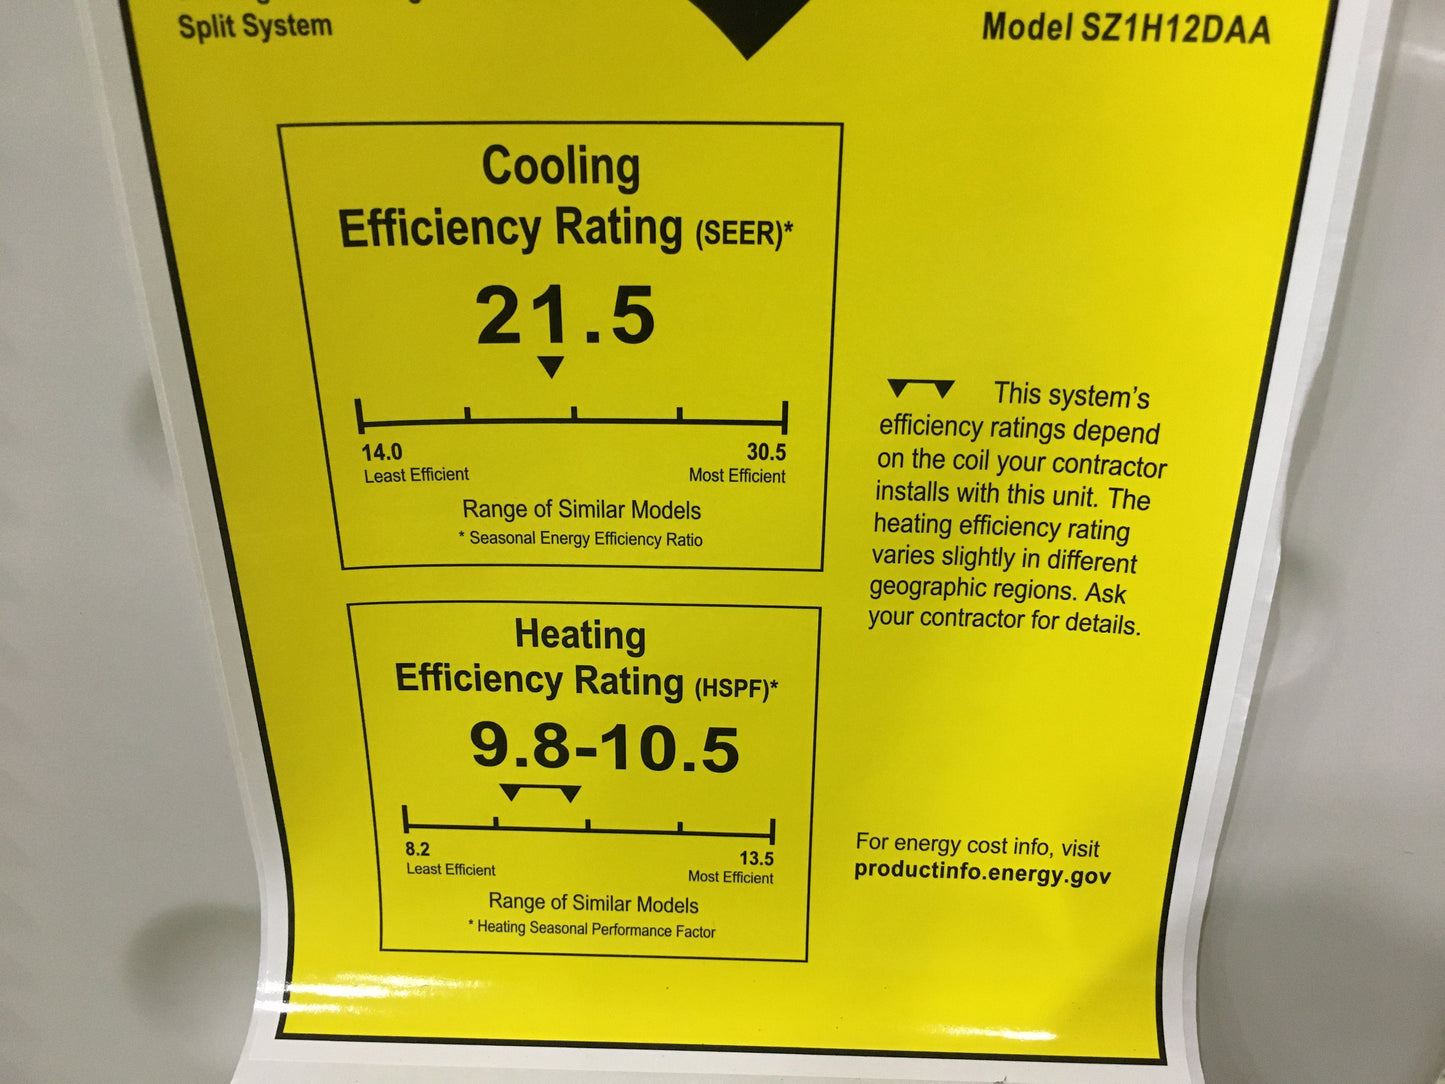 Split System
Model SZ1H12DAA
Cooling
Efficiency Rating (SEER)*
21.5
14.0
30.5
Least Efficient
Most Efficient
Range of Similar Models
* Seasonal Energy Efficiency Ratio
This system's
efficiency ratings depend
on the coil your contractor
installs with this unit. The
heating efficiency rating
varies slightly in different
geographic regions. Ask
your contractor for details.
Heating
Efficiency Rating (HSPF)*
9.8-10.5
8.2
13.5
Least Efficient
Most Efficient
Range of Similar Models
* Heating Seasonal Performance Factor
For energy cost info, visit
productinfo.energy.gov